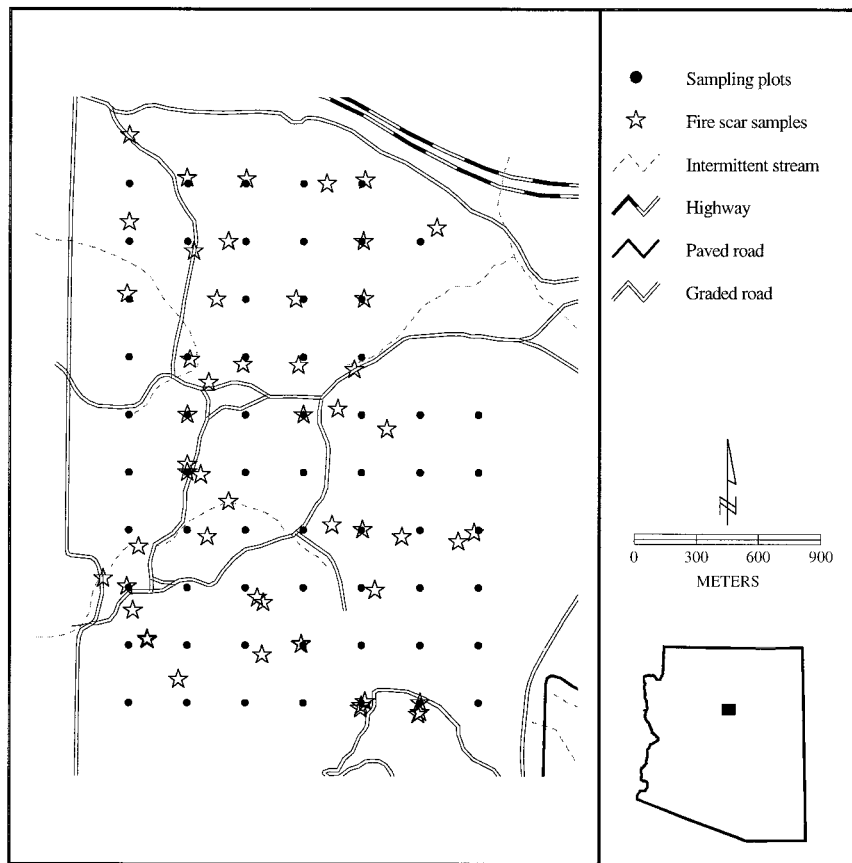 Sampling plots
Fire scar samples
Intermittent stream
Highway
Paved road
Graded road
N
0 300 600 900
METERS